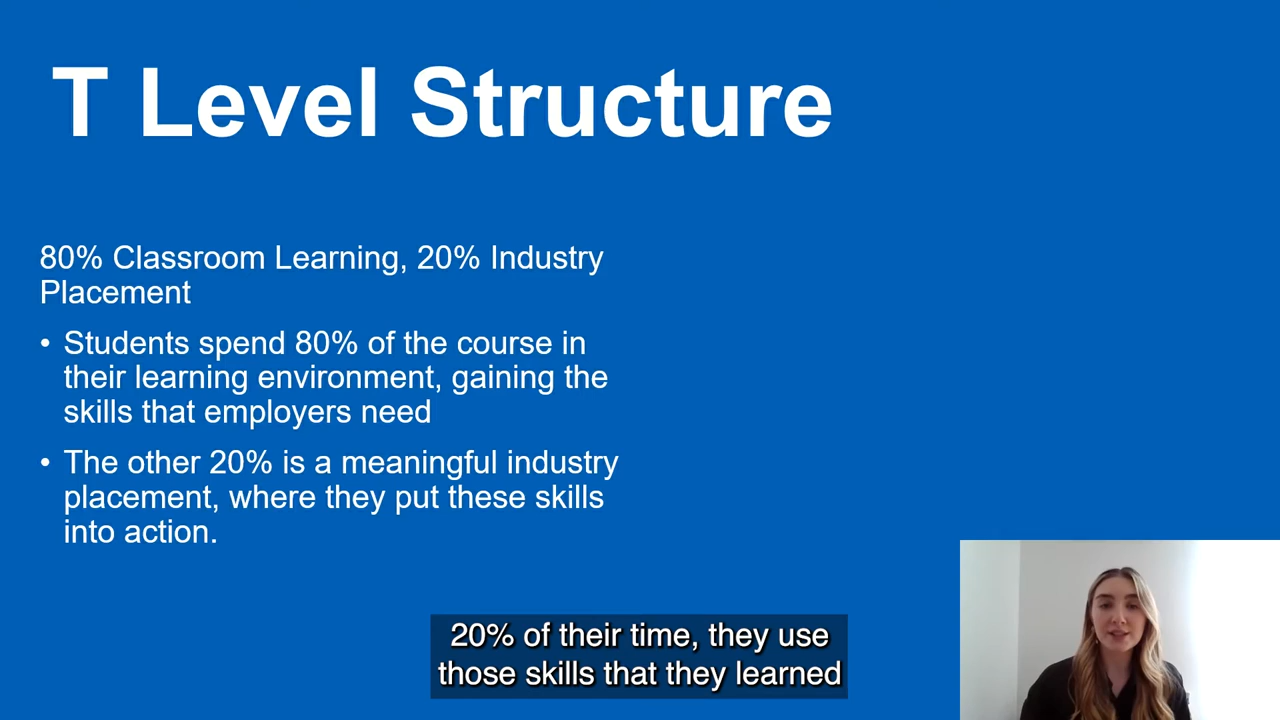 T Level Structure
80% Classroom Learning, 20% Industry
Placement
• Students spend 80% of the course in
their learning environment, gaining the
skills that employers need
• The other 20% is a meaningful industry
placement, where they put these skills
into action.
20% of their time, they use
those skills that they learned